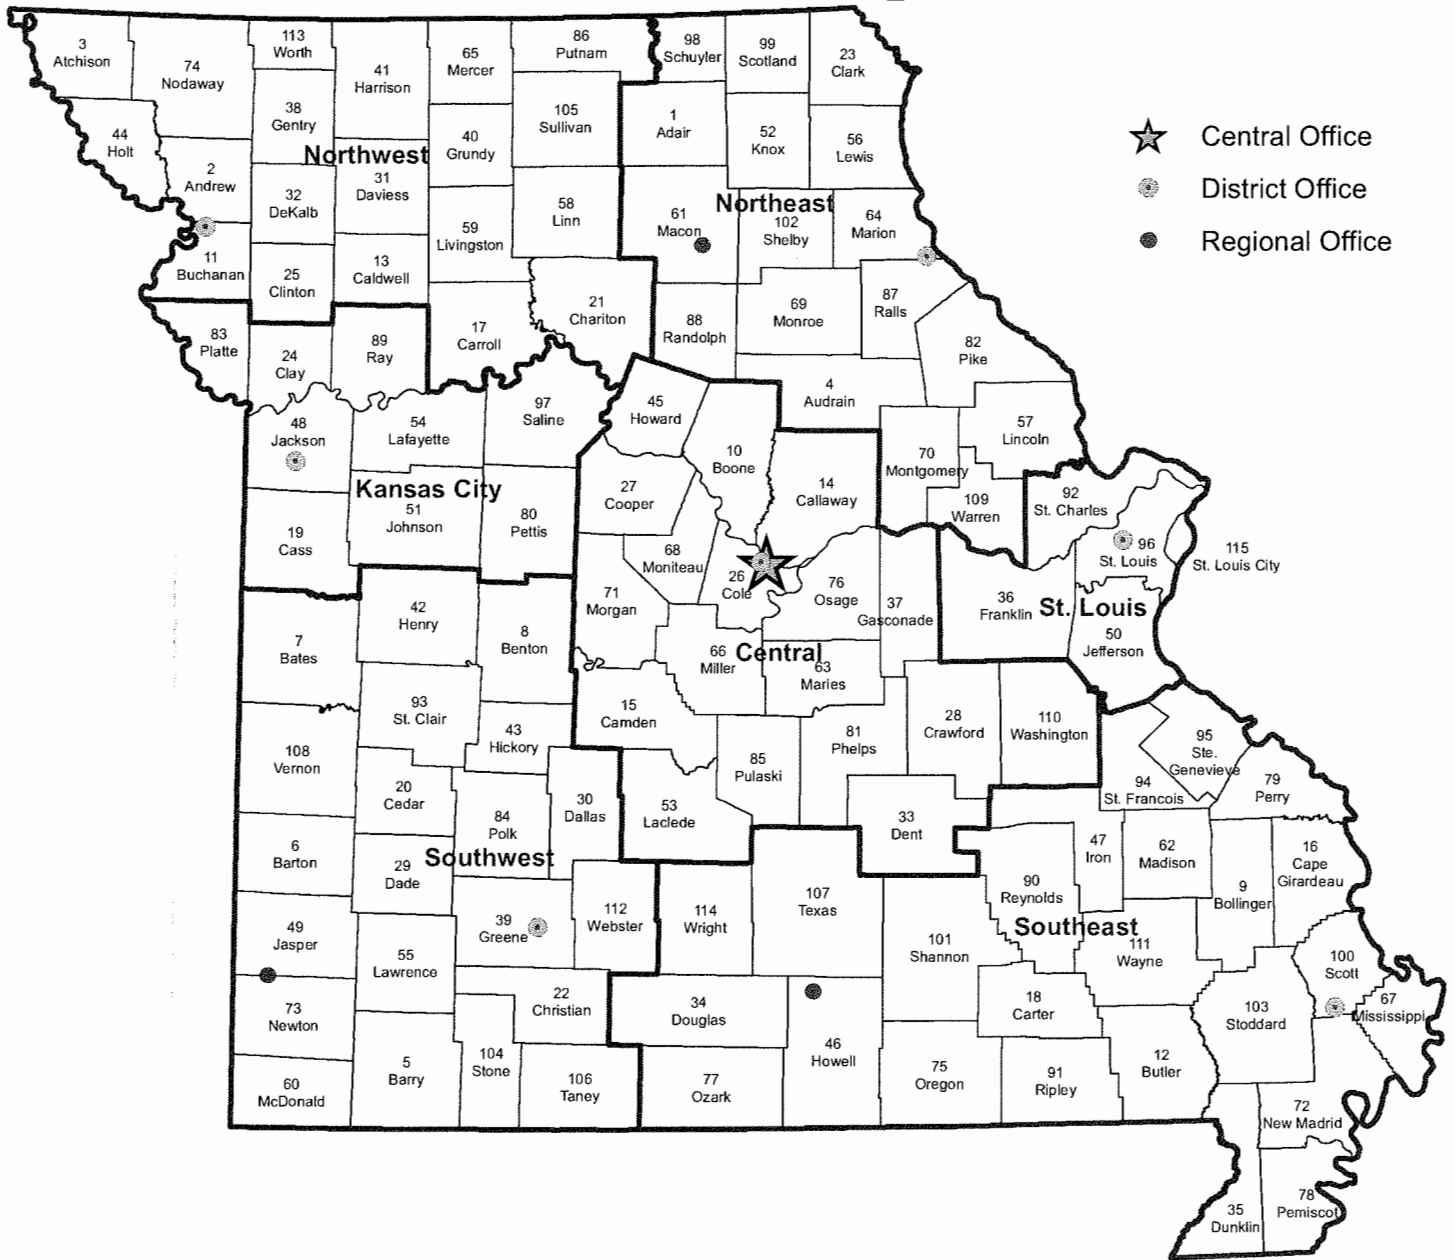 3
Atchison
74
Nodaway
113
Worth
41
Harrison
65
Mercer
86
Putnam
98
Schuyler
99
Scotland
23
Clark
44
Holt
38
Gentry
105
Sullivan
1
Adair
52
Knox
56
Lewis
Central Office
District Office
Regional Office
2
Andrew
Northwest
40
Grundy
32
DeKalb
31
Daviess
59
Livingston
58
Linn
61
Macon
Northeast
102
Shelby
64
Marion
11
Buchanan
25
Clinton
13
Caldwell
17
Carroll
21
Chariton
88
Randolph
69
Monroe
87
Ralls
82
Pike
83
Platte
24
Clay
89
Ray
4
Audrain
48
Jackson
54
Lafayette
97
Saline
45
Howard
10
Boone
57
Lincoln
70
Montgomery
Kansas City
51
Johnson
80
Pettis
27
Cooper
14
Callaway
109
Warren
92
St. Charles
19
Cass
68
Moniteau
26
Cole
96
St. Louis
115
St. Louis City
71
Morgan
76
Osage
37
Gasconade
36
Franklin
St. Louis
50
Jefferson
7
Bates
42
Henry
8
Benton
66
Miller
Central
63
Maries
93
St. Clair
43
Hickory
15
Camden
28
Crawford
110
Washington
108
Vernon
85
Pulaski
81
Phelps
95
Ste.
Genevieve
94
St. Francois
79
Perry
20
Cedar
84
Polk
30
Dallas
53
Laclede
33
Dent
6
Barton
29
Dade
Southwest
47
Iron
62
Madison
16
Cape
Girardeau
90
Reynolds
9
Bollinger
49
Jasper
39
Greene
112
Webster
114
Wright
107
Texas
Southeast
101
Shannon
111
Wayne
55
Lawrence
100
Scott
67
Mississippi
73
Newton
22
Christian
34
Douglas
18
Carter
103
Stoddard
60
McDonald
5
Barry
104
Stone
106
Taney
77
Ozark
46
Howell
75
Oregon
91
Ripley
12
Butler
72
New Madrid
35
Dunklin
78
Pemiscot